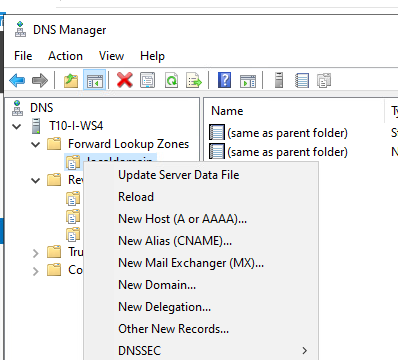 DNS Manager
File Action View Help
DNS
T10-I-WS4
Forward Lookup Zones
localdomain
Rev
Tru
Co
Name Ty
(same as parent folder) St
(same as parent folder) N
Update Server Data File
Reload
New Host (A or AAAA)...
New Alias (CNAME)...
New Mail Exchanger (MX)...
New Domain...
New Delegation...
Other New Records...
DNSSEC